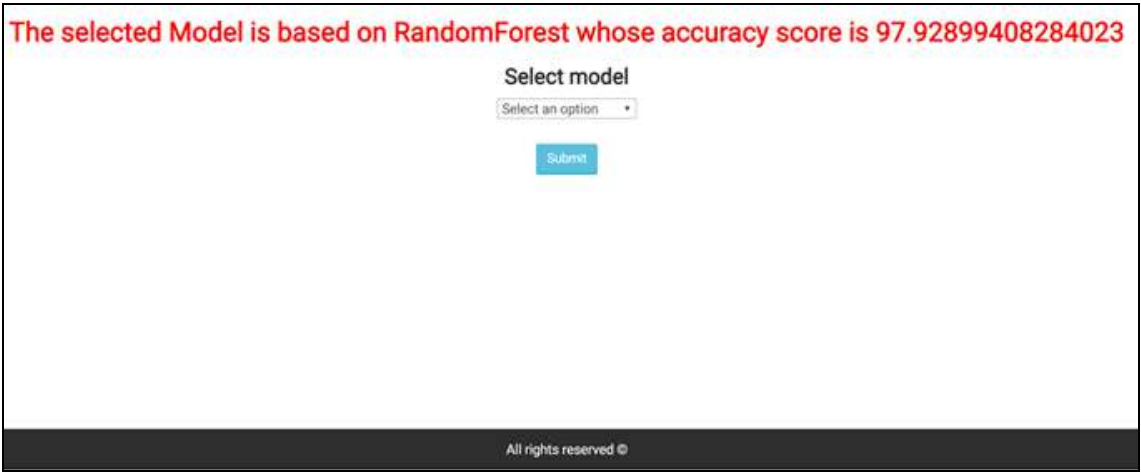 The selected Model is based on RandomForest whose accuracy score is 97.92899408284023
Select model
Select an option
Submit
All rights reserved ©